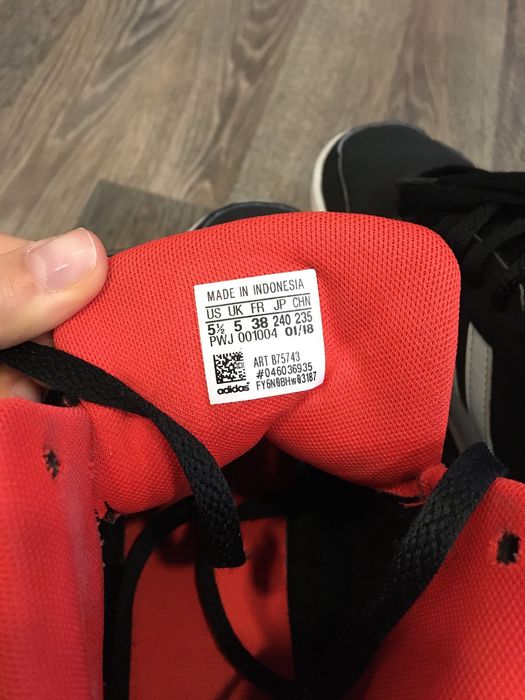 MADE IN INDONESIA
US UK FR JP CHN
5½ 5 38 240 235
PWJ 001004 01/18
ART B75743
#046036935
adidas FY6N0BHW03187